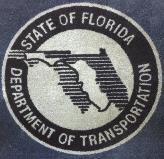 STATE OF FLORIDA
DEPARTMENT OF TRANSPORTATION